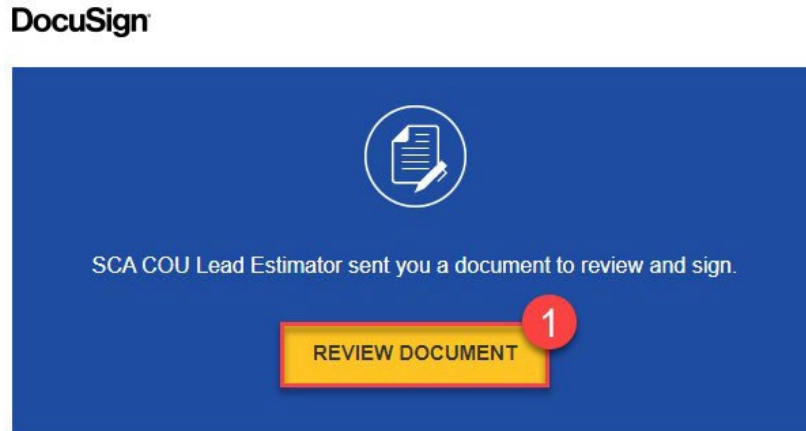 DocuSign
SCA COU Lead Estimator sent you a document to review and sign.
1
REVIEW DOCUMENT